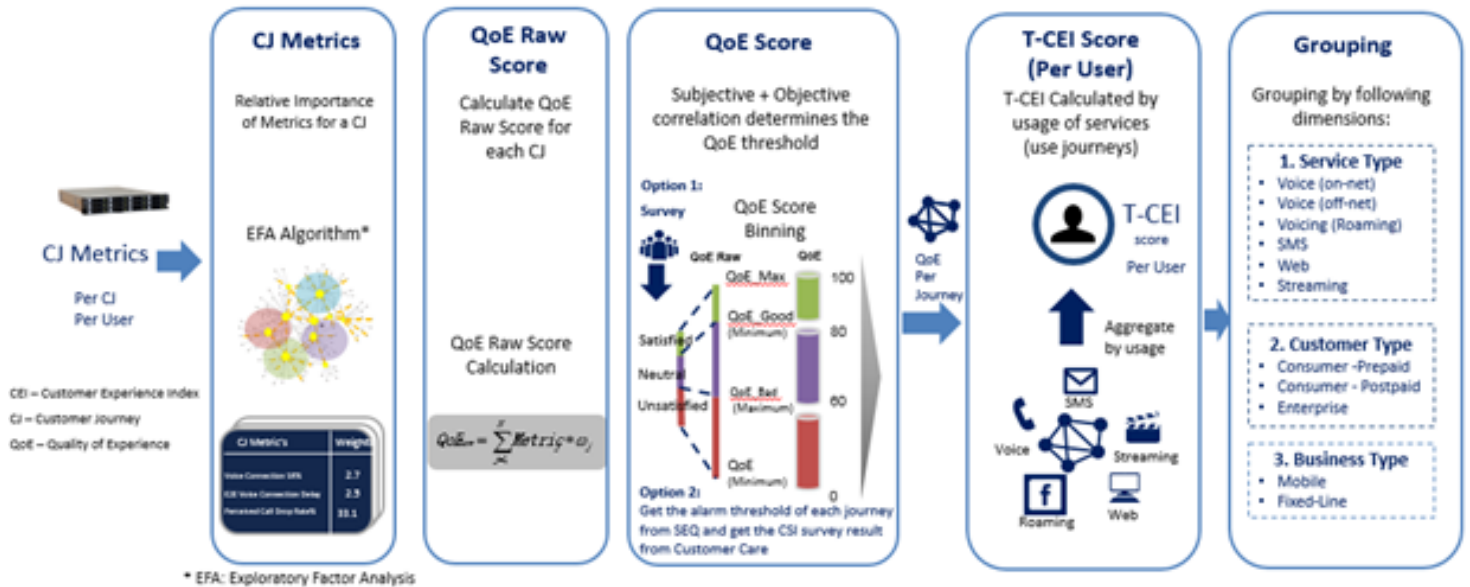 CJ Metrics
Per CJ
Per User
CEI – Customer Experience Index
CJ – Customer Journey
QoE – Quality of Experience
CJ Metrics
Relative Importance
of Metrics for a CJ
EFA Algorithm*
CJ Metric's Weight
Voice Connection SR% 2.7
E2E Voice Connection Delay 2.9
Perceived Call Drop Rate% 33.1
* EFA: Exploratory Factor Analysis
QoE Raw
Score
Calculate QoE
Raw Score for
each CJ
QoE Raw Score
Calculation
QoE Score
Subjective + Objective
correlation determines the
QoE threshold
Option 1:
Survey
QoE Score
Binning
QoE Raw
QoE
QoE_Max
100
QoE_Good
(Minimum)
80
Satisfied
Neutral
Unsatisfied
QoE_Bad
(Maximum)
60
QoE
(Minimum)
0
Option 2:
Get the alarm threshold of each journey
from SEQ and get the CSI survey result
from Customer Care
QoE
Per
Journey
T-CEI Score
(Per User)
T-CEI Calculated by
usage of services
(use journeys)
T-CEI
score
Per User
Aggregate
by usage
SMS
Voice
Streaming
Roaming
Web
Grouping
Grouping by following
dimensions:
1. Service Type
• Voice (on-net)
• Voice (off-net)
• Voicing (Roaming)
• SMS
• Web
• Streaming
2. Customer Type
• Consumer -Prepaid
• Consumer - Postpaid
• Enterprise
3. Business Type
• Mobile
• Fixed-Line